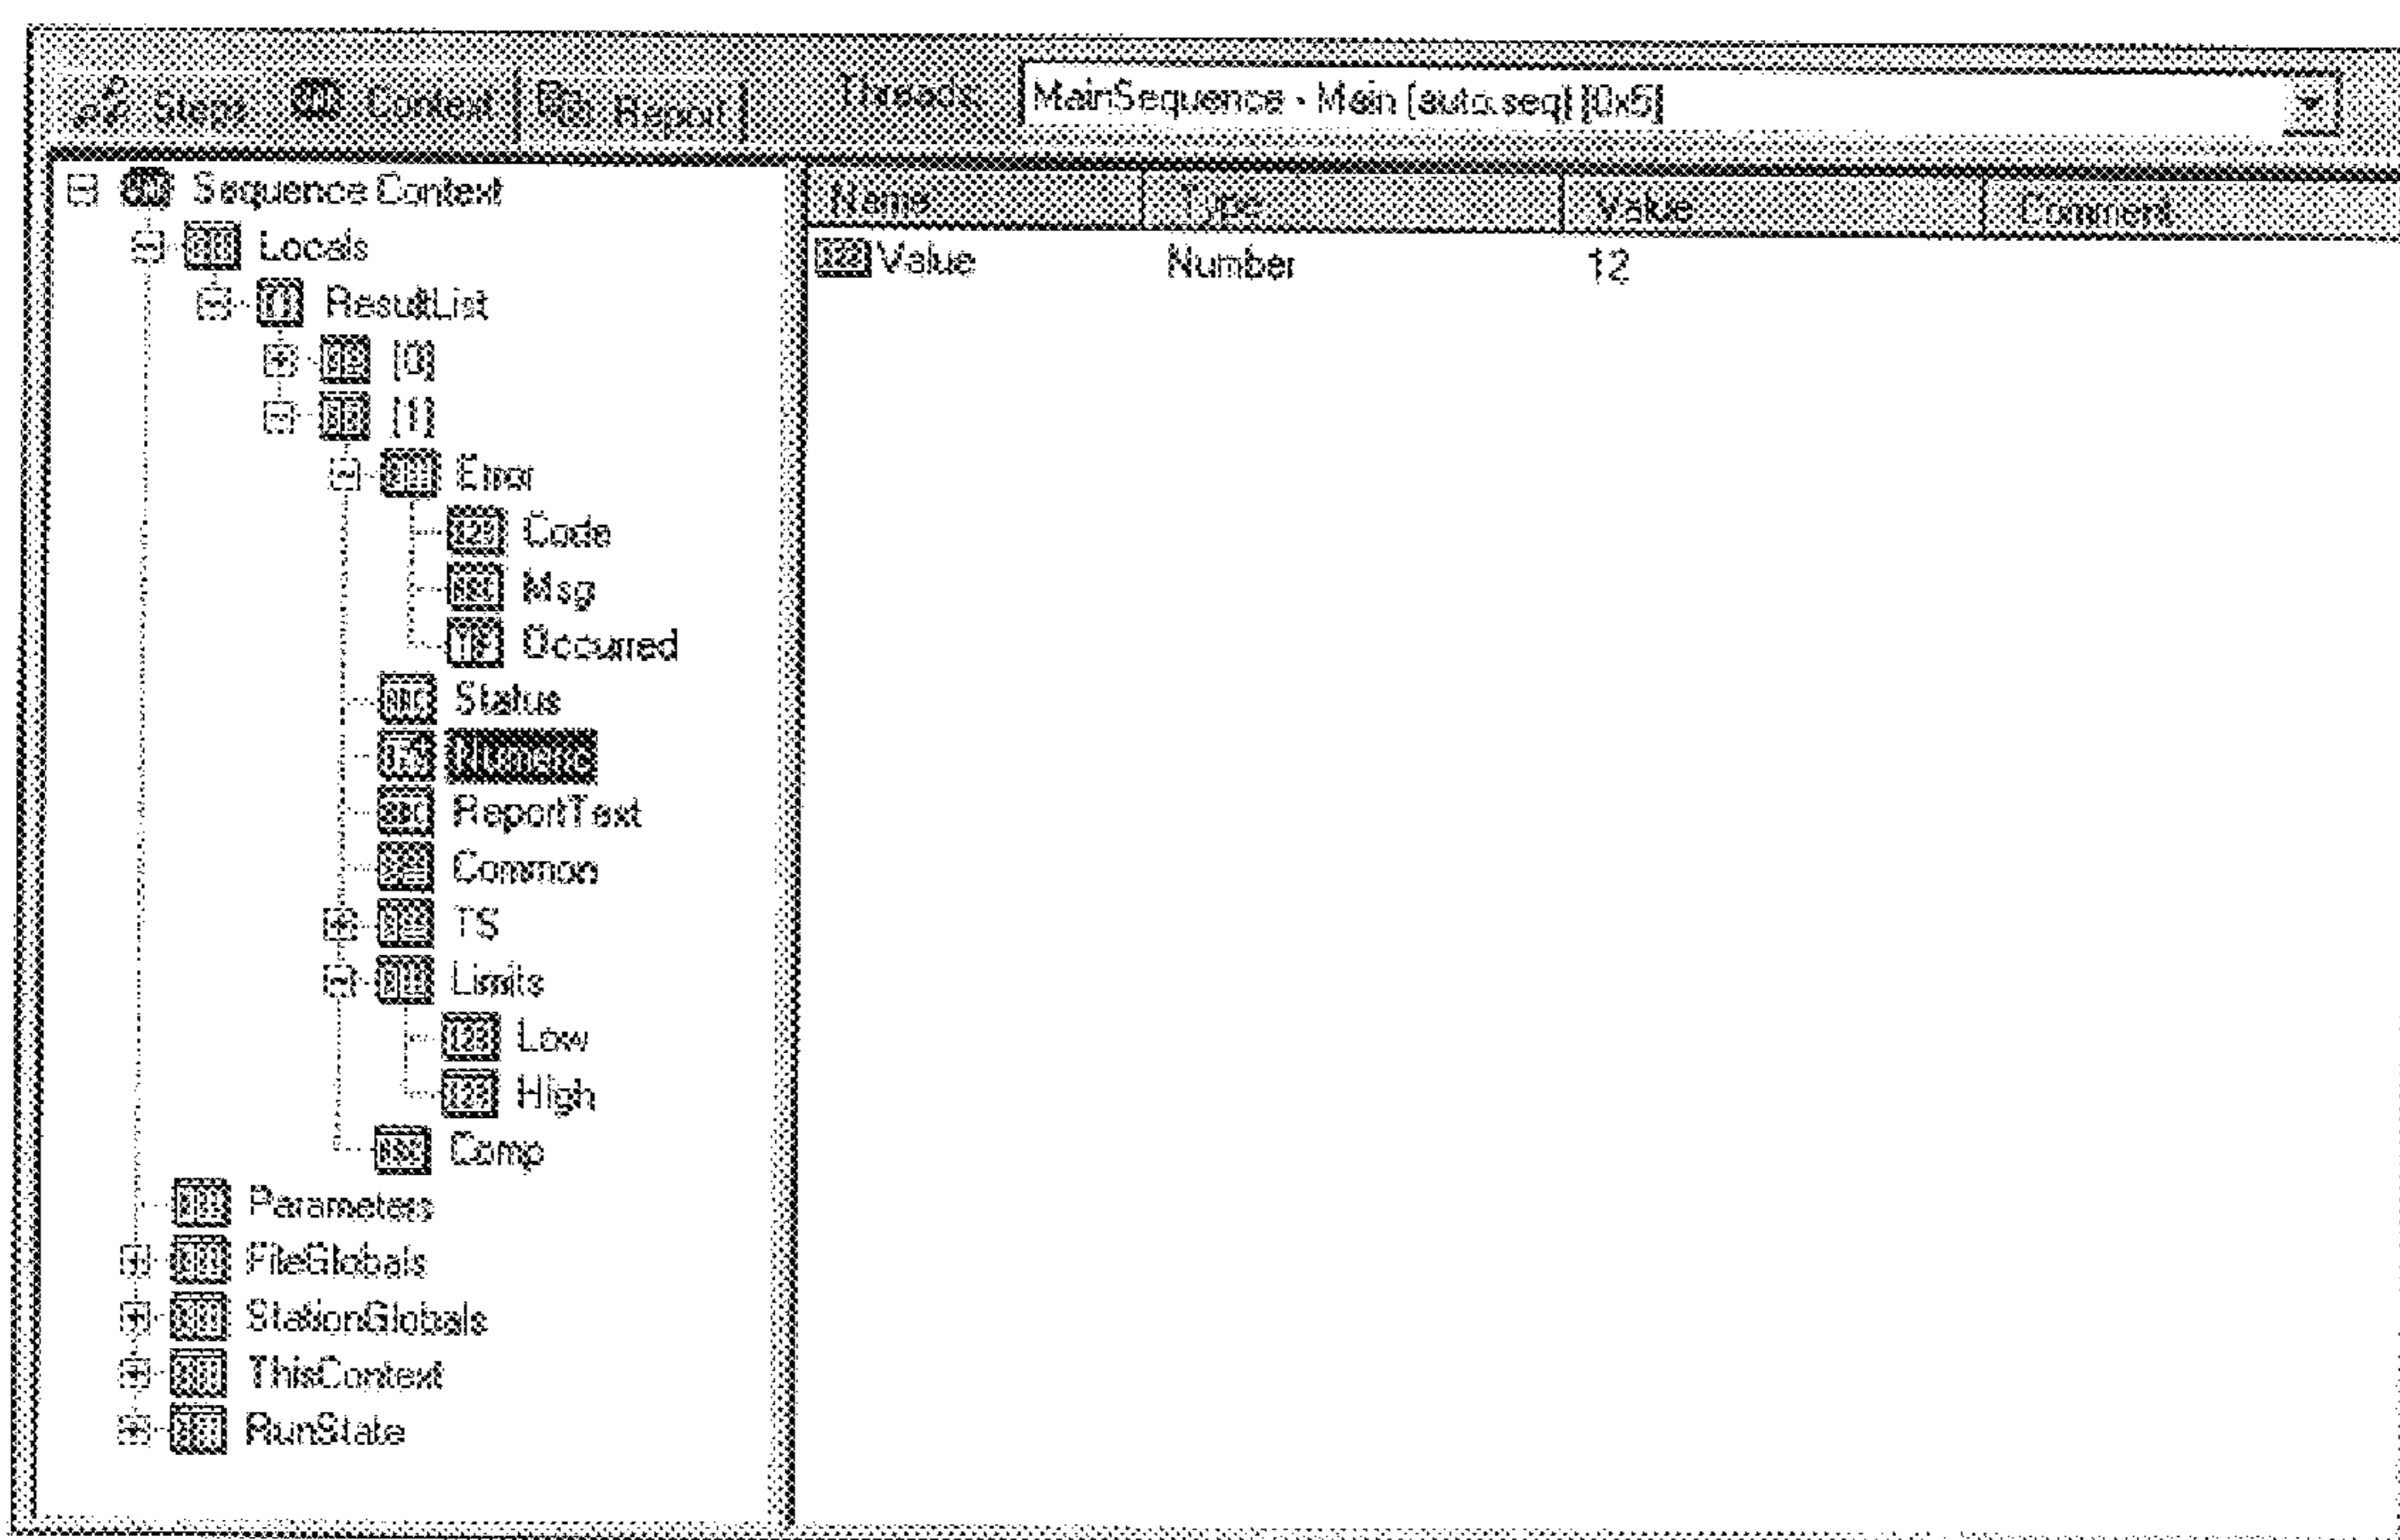 Steps Context Report Threads: MainSequence - Main [auto.seq] [0x5]
Sequence Context
Locals
ResultList
[0]
[1]
Error
Code
Msg
Occurred
Status
Numeric
ReportText
Common
TS
Limits
Low
High
Comp
Parameters
FileGlobals
StationGlobals
ThisContext
RunState
Name Type Value Comment
Value Number 12